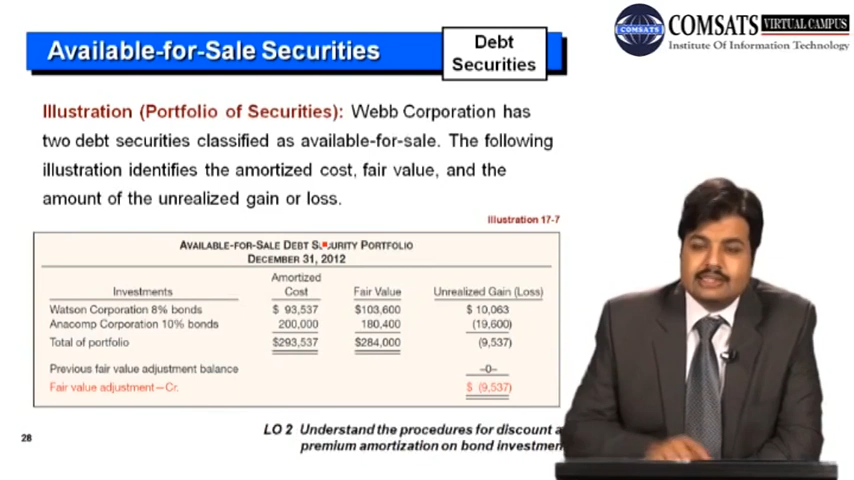 Available-for-Sale Securities
Debt
Securities
COMSATS
COMSATS VIRTUAL CAMPUS
Institute Of Information Technology
Illustration (Portfolio of Securities): Webb Corporation has
two debt securities classified as available-for-sale. The following
illustration identifies the amortized cost, fair value, and the
amount of the unrealized gain or loss.
Illustration 17-7
AVAILABLE-FOR-SALE DEBT SECURITY PORTFOLIO
DECEMBER 31, 2012
Investments Amortized Cost Fair Value Unrealized Gain (Loss)
Watson Corporation 8% bonds $ 93,537 $103,600 $ 10,063
Anacomp Corporation 10% bonds 200,000 180,400 (19,600)
Total of portfolio $293,537 $284,000 (9,537)
Previous fair value adjustment balance –0–
Fair value adjustment—Cr. $ (9,537)
LO 2 Understand the procedures for discount
premium amortization on bond
28